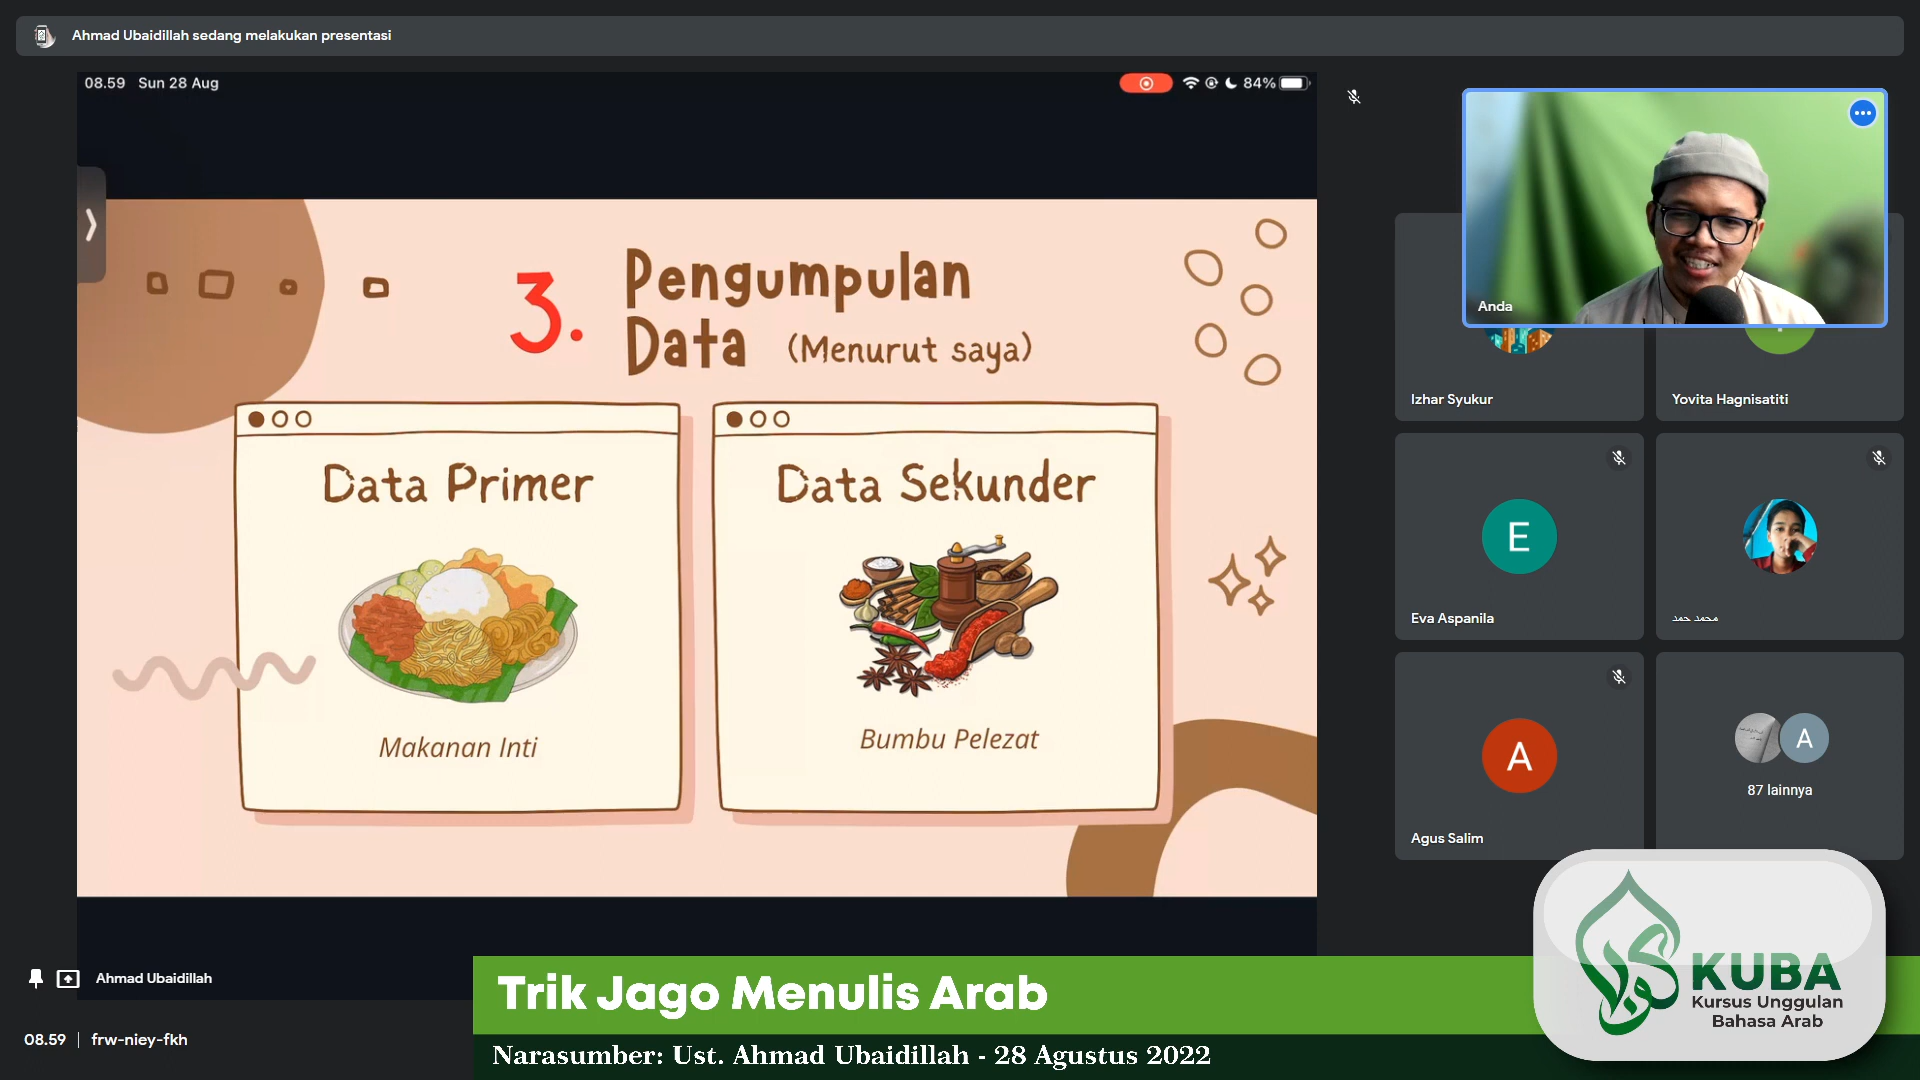 Ahmad Ubaidillah sedang melakukan presentasi
08.59 Sun 28 Aug
84%
3. Pengumpulan
Data (Menurut saya)
Data Primer
Makanan Inti
Data Sekunder
Bumbu Pelezat
Anda
Izhar Syukur
Yovita Hagnisatiti
E
Eva Aspanila
محمد حمد
A
Agus Salim
A
87 lainnya
Ahmad Ubaidillah
08.59 | frw-niey-fkh
Trik Jago Menulis Arab
Narasumber: Ust. Ahmad Ubaidillah - 28 Agustus 2022
KUBA
Kursus Unggulan
Bahasa Arab